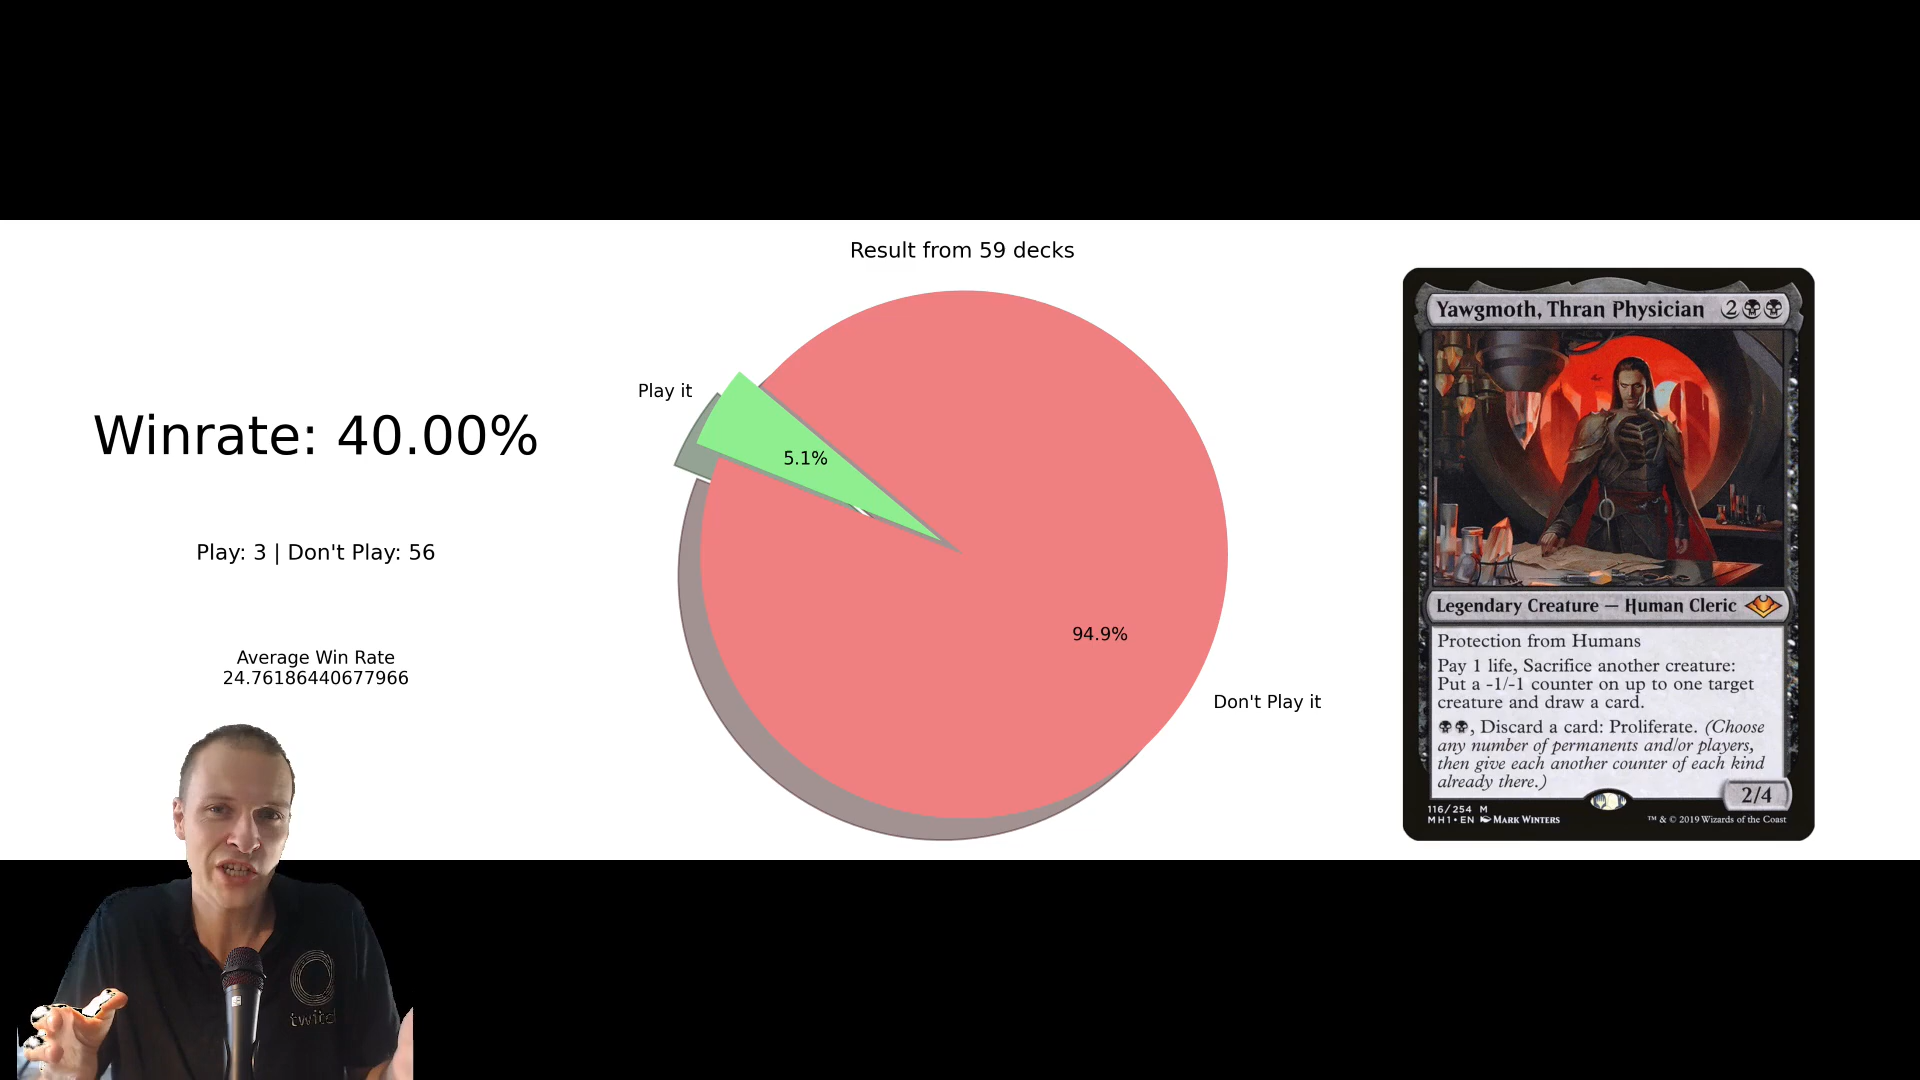 Result from 59 decks
Winrate: 40.00%
Play: 3 | Don't Play: 56
Average Win Rate
24.76186440677966
Play it
5.1%
94.9%
Don't Play it
Yawgmoth, Thran Physician 2
Legendary Creature — Human Cleric
Protection from Humans
Pay 1 life, Sacrifice another creature:
Put a -1/-1 counter on up to one target
creature and draw a card.
, Discard a card: Proliferate. (Choose
any number of permanents and/or players,
then give each another counter of each kind
already there.)
2/4
116/254 M
MH1 • EN MARK WINTERS
™ & © 2019 Wizards of the Coast